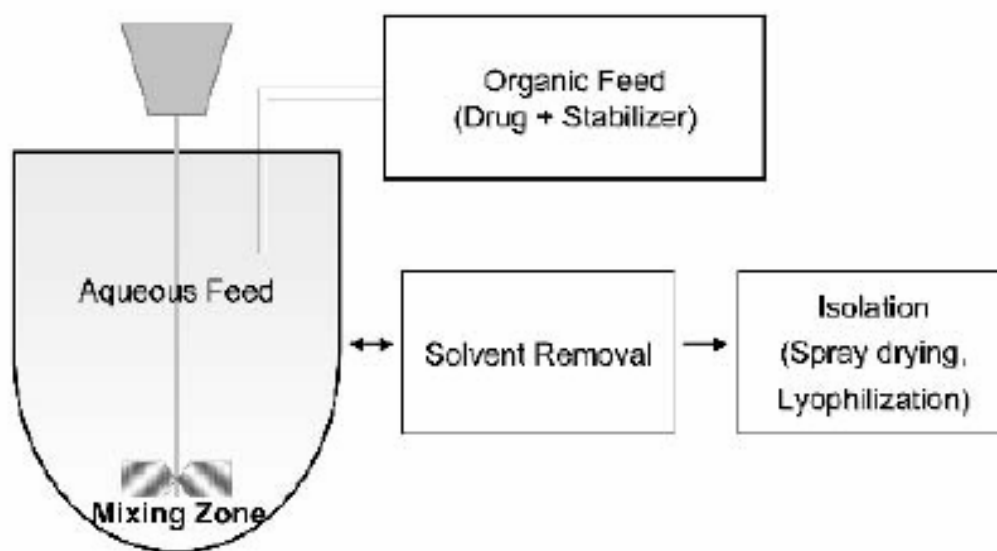 Organic Feed
(Drug + Stabilizer)
Aqueous Feed
Solvent Removal
Isolation
(Spray drying,
Lyophilization)
Mixing Zone